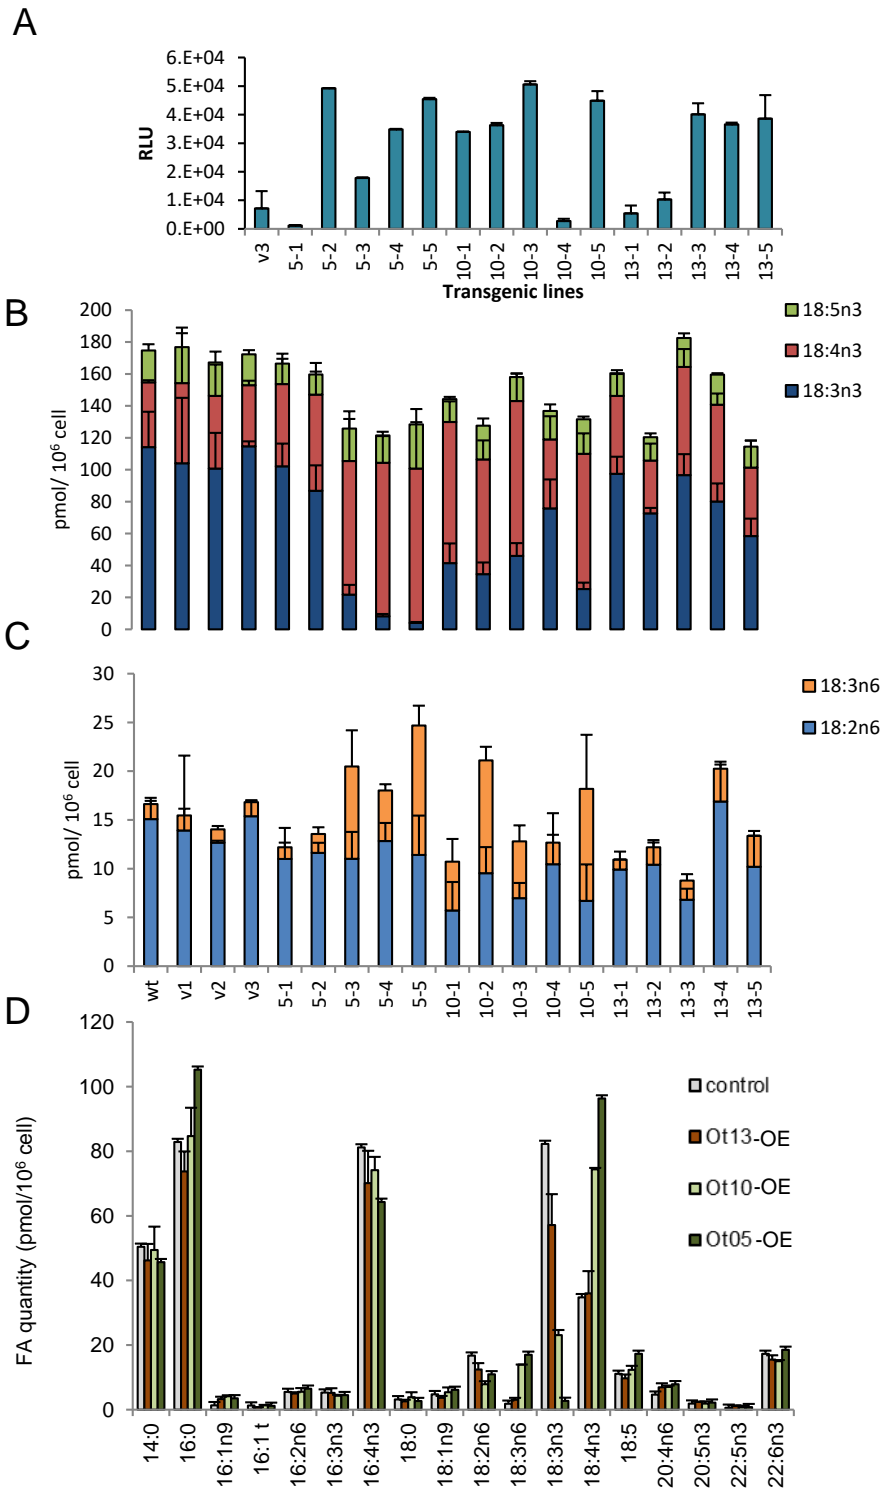 A
6.E+04
5.E+04
4.E+04
3.E+04
2.E+04
1.E+04
0.E+00
RLU
v3 5-1 5-2 5-3 5-4 5-5 10-1 10-2 10-3 10-4 10-5 13-1 13-2 13-3 13-4 13-5
Transgenic lines
B
200
180
160
140
120
100
80
60
40
20
0
pmol/ 10⁶ cell
18:5n3
18:4n3
18:3n3
C
30
25
20
15
10
5
0
pmol/ 10⁶ cell
18:3n6
18:2n6
wt v1 v2 v3 5-1 5-2 5-3 5-4 5-5 10-1 10-2 10-3 10-4 10-5 13-1 13-2 13-3 13-4 13-5
D
120
100
80
60
40
20
0
FA quantity (pmol/10⁶ cell)
control
Ot13-OE
Ot10-OE
Ot05-OE
14:0 16:0 16:1n9 16:1 t 16:2n6 16:3n3 16:4n3 18:0 18:1n9 18:2n6 18:3n6 18:3n3 18:4n3 18:5 20:4n6 20:5n3 22:5n3 22:6n3